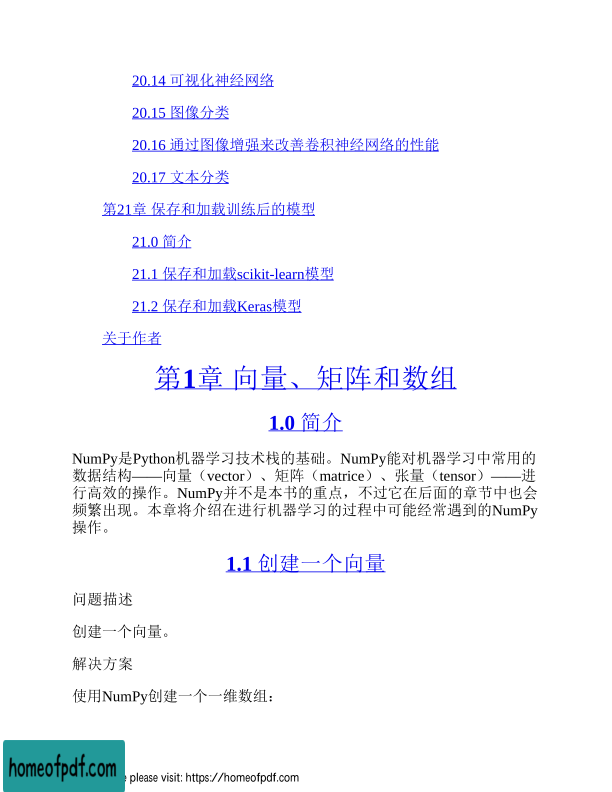 20.14 可视化神经网络
20.15 图像分类
20.16 通过图像增强来改善卷积神经网络的性能
20.17 文本分类
第21章 保存和加载训练后的模型
21.0 简介
21.1 保存和加载scikit-learn模型
21.2 保存和加载Keras模型
关于作者
第1章 向量、矩阵和数组
1.0 简介
NumPy是Python机器学习技术栈的基础。NumPy能对机器学习中常用的
数据结构——向量（vector）、矩阵（matrice）、张量（tensor）——进
行高效的操作。NumPy并不是本书的重点，不过它在后面的章节中也会
频繁出现。本章将介绍在进行机器学习的过程中可能经常遇到的NumPy
操作。
1.1 创建一个向量
问题描述
创建一个向量。
解决方案
使用NumPy创建一个一维数组：
homeofpdf.com
please visit: https://homeofpdf.com